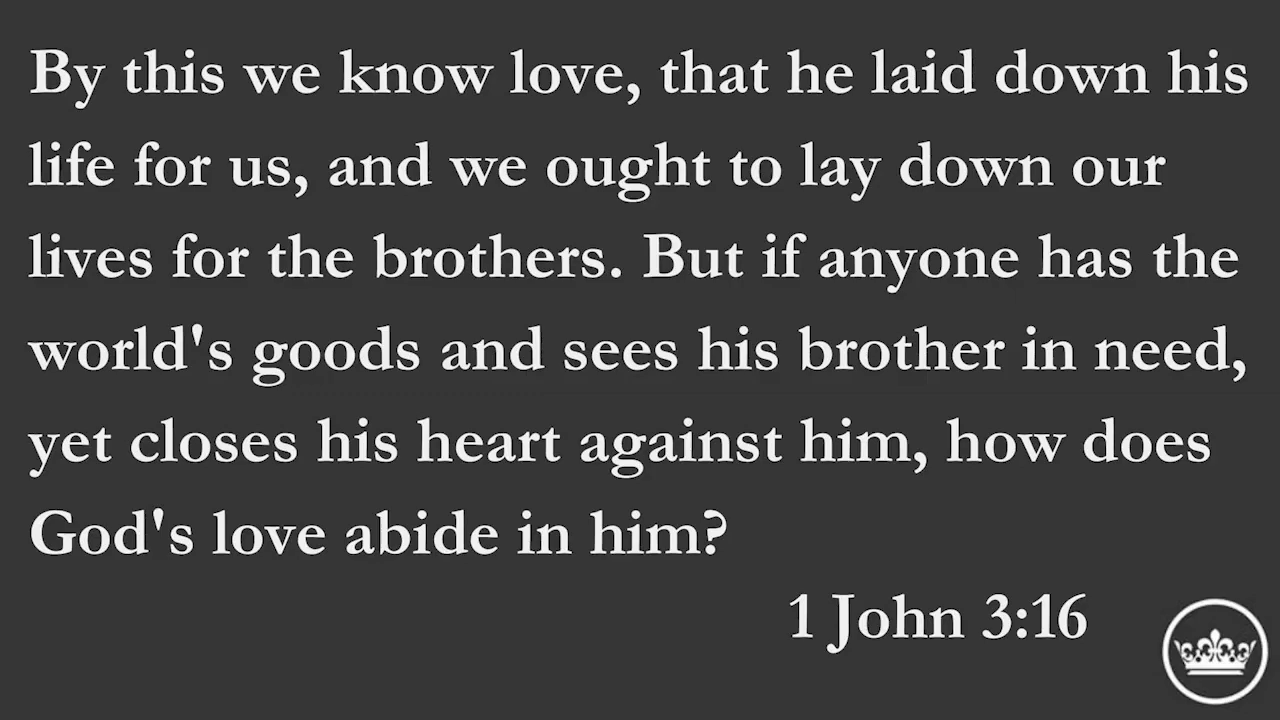 By this we know love, that he laid down his
life for us, and we ought to lay down our
lives for the brothers. But if anyone has the
world's goods and sees his brother in need,
yet closes his heart against him, how does
God's love abide in him?
1 John 3:16